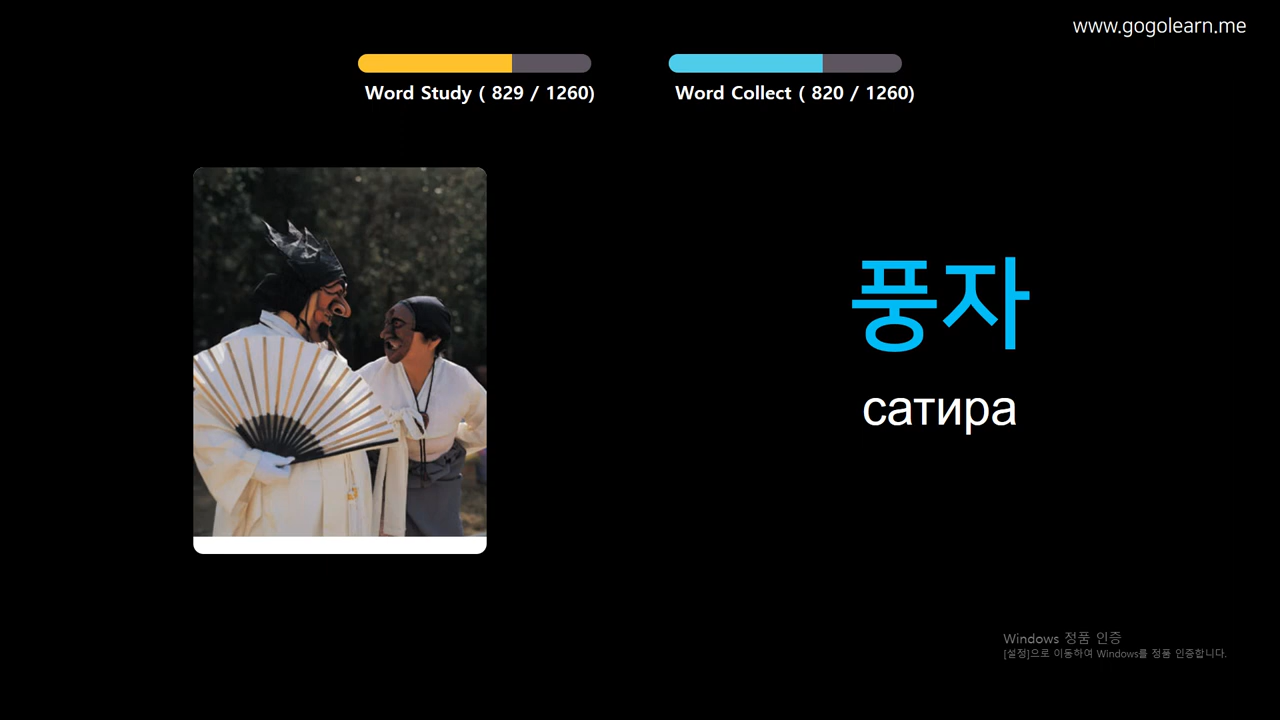 www.gogolearn.me
Word Study ( 829 / 1260)
Word Collect ( 820 / 1260)
풍자
сатира
Windows 정품 인증
[설정]으로 이동하여 Windows를 정품 인증합니다.